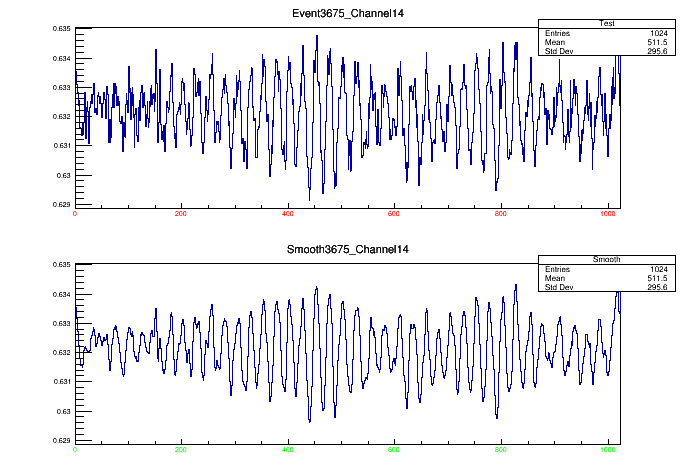 Event3675_Channel14
Test
Entries 1024
Mean 511.5
Std Dev 295.6
0.635
0.634
0.633
0.632
0.631
0.63
0.629
0 200 400 600 800 1000
Smooth3675_Channel14
Smooth
Entries 1024
Mean 511.5
Std Dev 295.6
0.635
0.634
0.633
0.632
0.631
0.63
0.629
0 200 400 600 800 1000